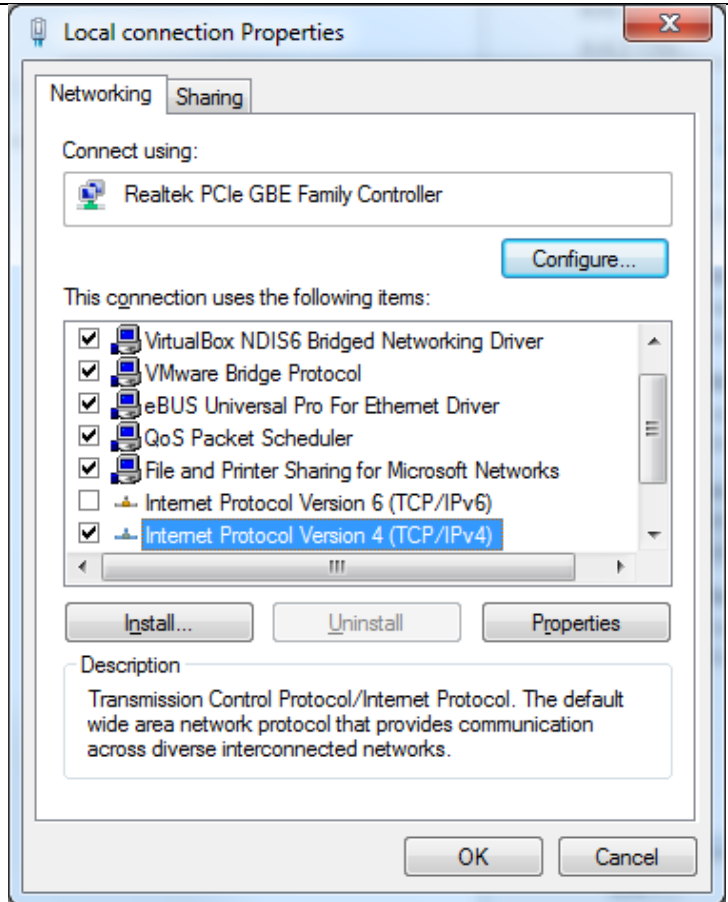 Local connection Properties
Networking
Sharing
Connect using:
Realtek PCIe GBE Family Controller
Configure...
This connection uses the following items:
VirtualBox NDIS6 Bridged Networking Driver
VMware Bridge Protocol
eBUS Universal Pro For Ethernet Driver
QoS Packet Scheduler
File and Printer Sharing for Microsoft Networks
Internet Protocol Version 6 (TCP/IPv6)
Internet Protocol Version 4 (TCP/IPv4)
Install...
Uninstall
Properties
Description
Transmission Control Protocol/Internet Protocol. The default
wide area network protocol that provides communication
across diverse interconnected networks.
OK
Cancel